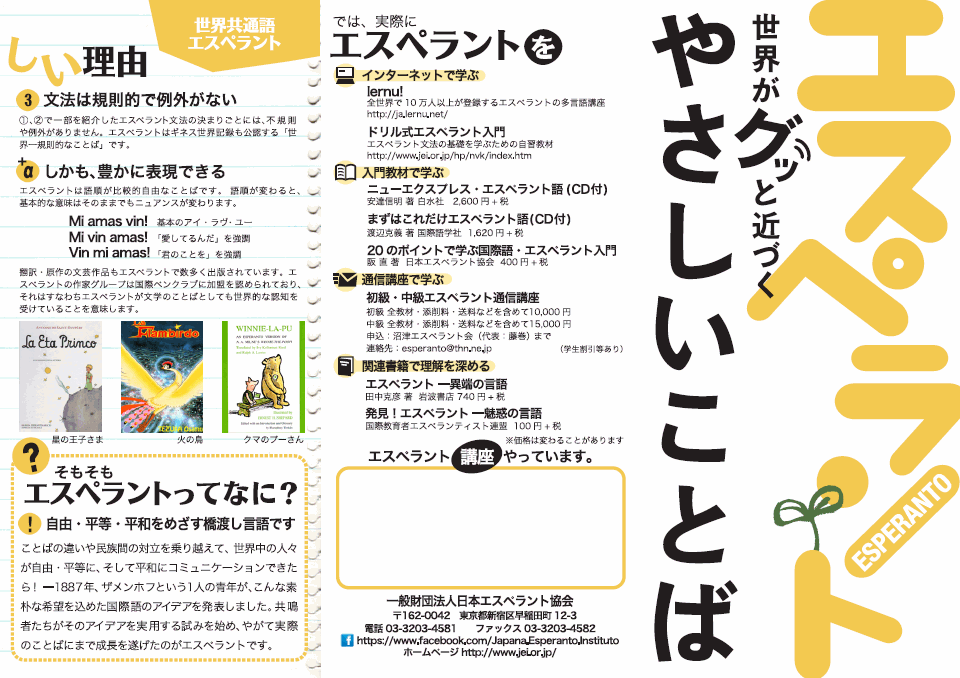 世界共通語
エスペラント
しい理由
3 文法は規則的で例外がない
①、②で一部を紹介したエスペラント文法の決まりごとには、不規則
や例外がありません。エスペラントはギネス世界記録も公認する「世
界一規則的なことば」です。
+α しかも、豊かに表現できる
エスペラントは語順が比較的自由なことばです。語順が変わると、
基本的な意味はそのままでもニュアンスが変わります。
Mi amas vin! 基本のアイ・ラヴ・ユー
Mi vin amas! 「愛してるんだ」を強調
Vin mi amas! 「君のことを」を強調
翻訳・原作の文芸作品もエスペラントで数多く出版されています。エ
スペラントの作家グループは国際ペンクラブに加盟を認められており、
それはすなわちエスペラントが文学のことばとしても世界的な認知を
受けていることを意味します。
La Eta Princo
WINNIE-LA-PU
星の王子さま
火の鳥
クマのプーさん
?
そもそも
エスペラントってなに?
! 自由・平等・平和をめざす橋渡し言語です
ことばの違いや民族間の対立を乗り越えて、世界中の人々
が自由・平等に、そして平和にコミュニケーションできた
ら! ー1887年、ザメンホフという1人の青年が、こんな素
朴な希望を込めた国際語のアイデアを発表しました。共鳴
者たちがそのアイデアを実用する試みを始め、やがて実際
のことばにまで成長を遂げたのがエスペラントです。
では、実際に
エスペラントを
インターネットで学ぶ
lernu!
全世界で10万人以上が登録するエスペラントの多言語講座
http://ja.lernu.net/
ドリル式エスペラント入門
エスペラント文法の基礎を学ぶための自習教材
http://www.jei.or.jp/hp/nvk/index.htm
入門教材で学ぶ
ニューエクスプレス・エスペラント語(CD付)
安達信明 著 白水社 2,600円+税
まずはこれだけエスペラント語(CD付)
渡辺克義 著 国際語学社 1,620円+税
20のポイントで学ぶ国際語・エスペラント入門
阪 直 著 日本エスペラント協会 400円+税
通信講座で学ぶ
初級・中級エスペラント通信講座
初級 全教材・添削料・送料などを含めて10,000円
中級 全教材・添削料・送料などを含めて15,000円
申込:沼津エスペラント会(代表:藤巻)まで
連絡先:esperanto@thn.ne.jp (学生割引等あり)
関連書籍で理解を深める
エスペラント ー異端の言語
田中克彦 著 岩波書店 740円+税
発見!エスペラント ー魅惑の言語
国際教育者エスペランティスト連盟 100円+税
※価格は変わることがあります
エスペラント 講座 やっています。
一般財団法人日本エスペラント協会
〒162-0042 東京都新宿区早稲田町 12-3
電話 03-3203-4581 ファックス 03-3203-4582
https://www.facebook.com/Japana.Esperanto.Instituto
ホームページ http://www.jei.or.jp/
エスペラント
ESPERANTO
世界がグッと近づく
やさしいことば